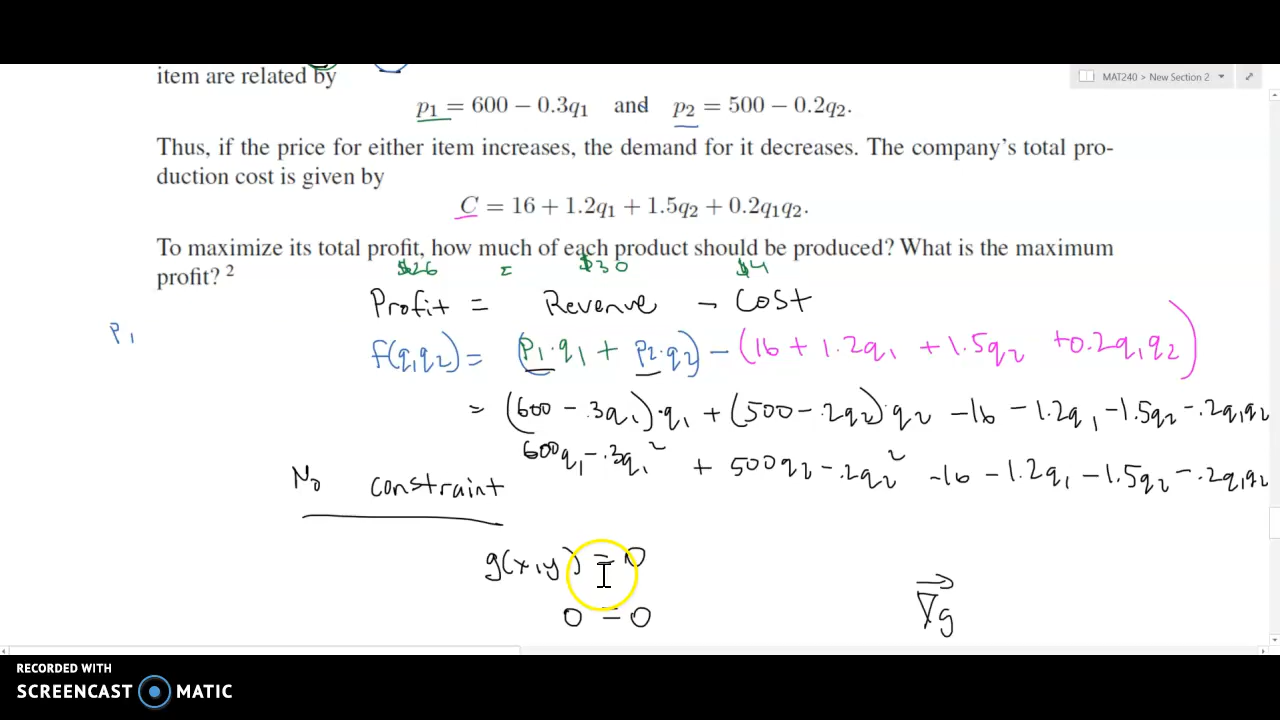 item are related by
MAT240 > New Section 2
p₁ = 600 − 0.3q₁ and p₂ = 500 − 0.2q₂.
Thus, if the price for either item increases, the demand for it decreases. The company's total pro-
duction cost is given by
C = 16 + 1.2q₁ + 1.5q₂ + 0.2q₁q₂.
To maximize its total profit, how much of each product should be produced? What is the maximum
profit? ²
$26 = $30 $4
Profit = Revenue − Cost
P₁
f(q₁q₂) = (p₁·q₁ + p₂·q₂) − (16 + 1.2q₁ + 1.5q₂ + 0.2q₁q₂)
= (600 − .3q₁)·q₁ + (500 − .2q₂)·q₂ − 16 − 1.2q₁ − 1.5q₂ − .2q₁q₂
600q₁ − .3q₁² + 500q₂ − .2q₂² − 16 − 1.2q₁ − 1.5q₂ − .2q₁q₂
No constraint
g(x,y) = 0
0 = 0
∇⃗g
RECORDED WITH
SCREENCAST MATIC